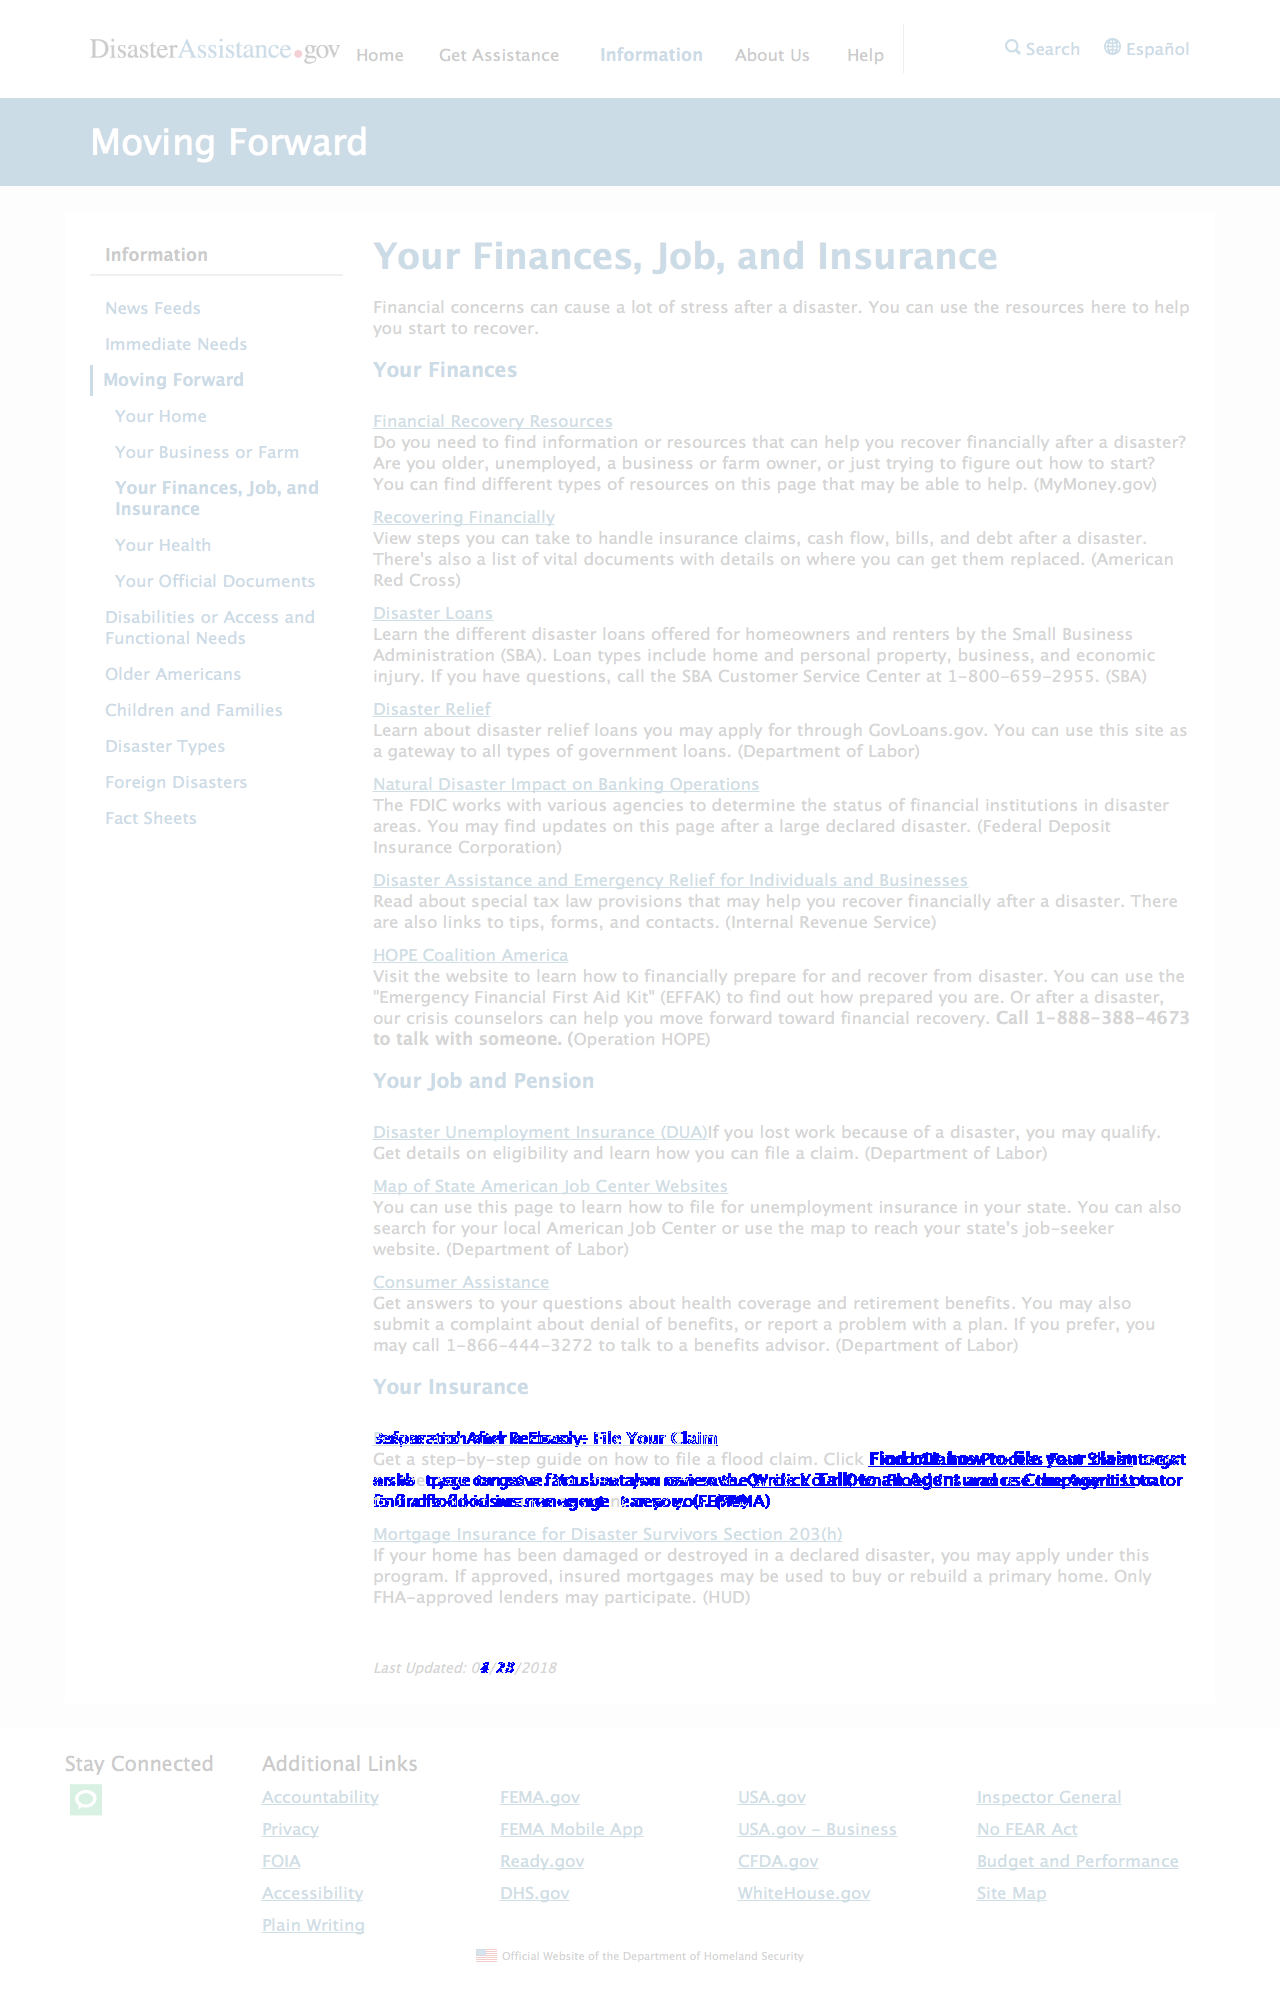 DisasterAssistance.gov
Home Get Assistance Information About Us Help
Search Español
Moving Forward
Information
News Feeds
Immediate Needs
Moving Forward
Your Home
Your Business or Farm
Your Finances, Job, and
Insurance
Your Health
Your Official Documents
Disabilities or Access and
Functional Needs
Older Americans
Children and Families
Disaster Types
Foreign Disasters
Fact Sheets
Your Finances, Job, and Insurance
Financial concerns can cause a lot of stress after a disaster. You can use the resources here to help
you start to recover.
Your Finances
Financial Recovery Resources
Do you need to find information or resources that can help you recover financially after a disaster?
Are you older, unemployed, a business or farm owner, or just trying to figure out how to start?
You can find different types of resources on this page that may be able to help. (MyMoney.gov)
Recovering Financially
View steps you can take to handle insurance claims, cash flow, bills, and debt after a disaster.
There's also a list of vital documents with details on where you can get them replaced. (American
Red Cross)
Disaster Loans
Learn the different disaster loans offered for homeowners and renters by the Small Business
Administration (SBA). Loan types include home and personal property, business, and economic
injury. If you have questions, call the SBA Customer Service Center at 1-800-659-2955. (SBA)
Disaster Relief
Learn about disaster relief loans you may apply for through GovLoans.gov. You can use this site as
a gateway to all types of government loans. (Department of Labor)
Natural Disaster Impact on Banking Operations
The FDIC works with various agencies to determine the status of financial institutions in disaster
areas. You may find updates on this page after a large declared disaster. (Federal Deposit
Insurance Corporation)
Disaster Assistance and Emergency Relief for Individuals and Businesses
Read about special tax law provisions that may help you recover financially after a disaster. There
are also links to tips, forms, and contacts. (Internal Revenue Service)
HOPE Coalition America
Visit the website to learn how to financially prepare for and recover from disaster. You can use the
"Emergency Financial First Aid Kit" (EFFAK) to find out how prepared you are. Or after a disaster,
our crisis counselors can help you move forward toward financial recovery. Call 1-888-388-4673
to talk with someone. (Operation HOPE)
Your Job and Pension
Disaster Unemployment Insurance (DUA)If you lost work because of a disaster, you may qualify.
Get details on eligibility and learn how you can file a claim. (Department of Labor)
Map of State American Job Center Websites
You can use this page to learn how to file for unemployment insurance in your state. You can also
search for your local American Job Center or use the map to reach your state's job-seeker
website. (Department of Labor)
Consumer Assistance
Get answers to your questions about health coverage and retirement benefits. You may also
submit a complaint about denial of benefits, or report a problem with a plan. If you prefer, you
may call 1-866-444-3272 to talk to a benefits advisor. (Department of Labor)
Your Insurance
File Your Claim
Get a step-by-step guide on how to file a flood claim. Click
Mortgage Insurance for Disaster Survivors Section 203(h)
If your home has been damaged or destroyed in a declared disaster, you may apply under this
program. If approved, insured mortgages may be used to buy or rebuild a primary home. Only
FHA-approved lenders may participate. (HUD)
Last Updated: /2018
Stay Connected
Additional Links
Accountability FEMA.gov USA.gov Inspector General
Privacy FEMA Mobile App USA.gov - Business No FEAR Act
FOIA Ready.gov CFDA.gov Budget and Performance
Accessibility DHS.gov WhiteHouse.gov Site Map
Plain Writing
Official Website of the Department of Homeland Security